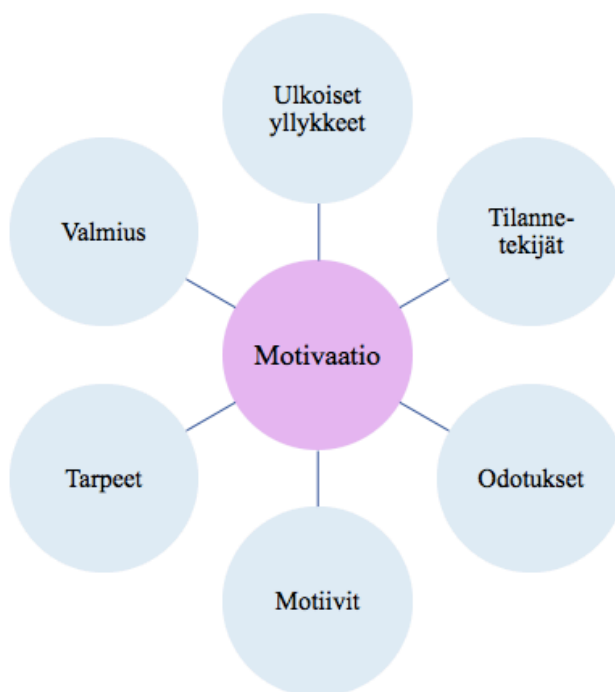 Ulkoiset
yllykkeet
Valmius
Tilanne-
tekijät
Motivaatio
Tarpeet
Odotukset
Motiivit